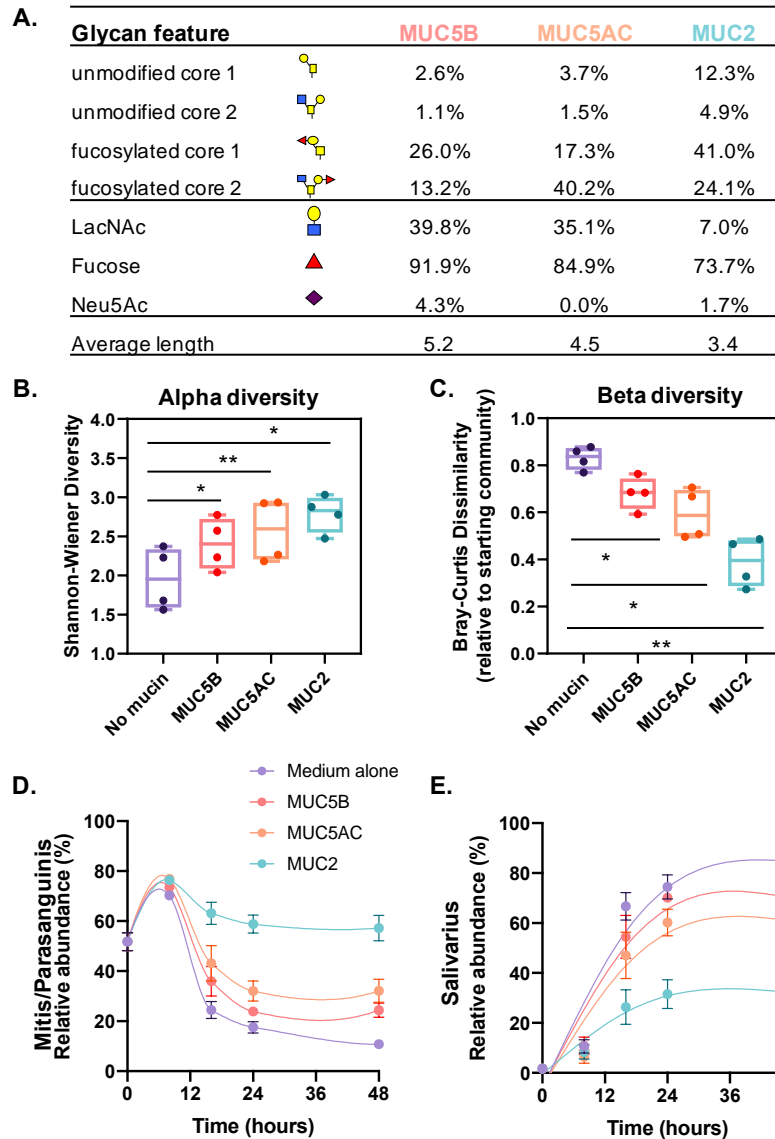 A.
Glycan feature MUC5B MUC5AC MUC2
unmodified core 1 2.6% 3.7% 12.3%
unmodified core 2 1.1% 1.5% 4.9%
fucosylated core 1 26.0% 17.3% 41.0%
fucosylated core 2 13.2% 40.2% 24.1%
LacNAc 39.8% 35.1% 7.0%
Fucose 91.9% 84.9% 73.7%
Neu5Ac 4.3% 0.0% 1.7%
Average length 5.2 4.5 3.4
B.
Alpha diversity
Shannon-Wiener Diversity
4.0
3.5
3.0
2.5
2.0
1.5
1.0
*
**
*
No mucin
MUC5B
MUC5AC
MUC2
C.
Beta diversity
Bray-Curtis Dissimilarity
(relative to starting community)
1.0
0.8
0.6
0.4
0.2
0.0
*
*
**
No mucin
MUC5B
MUC5AC
MUC2
D.
Medium alone
MUC5B
MUC5AC
MUC2
Mitis/Parasanguinis
Relative abundance (%)
100
80
60
40
20
0
0 12 24 36 48
Time (hours)
E.
Salivarius
Relative abundance (%)
100
80
60
40
20
0
0 12 24 36
Time (hours)